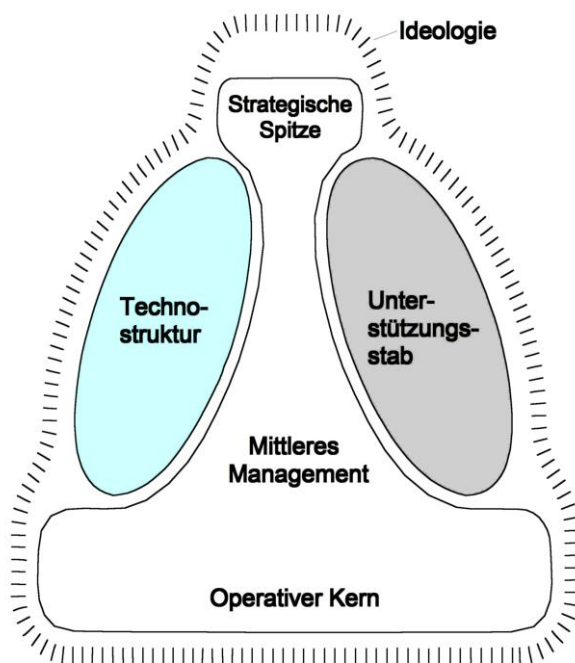 Ideologie
Strategische
Spitze
Techno-
struktur
Unter-
stützungs-
stab
Mittleres
Management
Operativer Kern